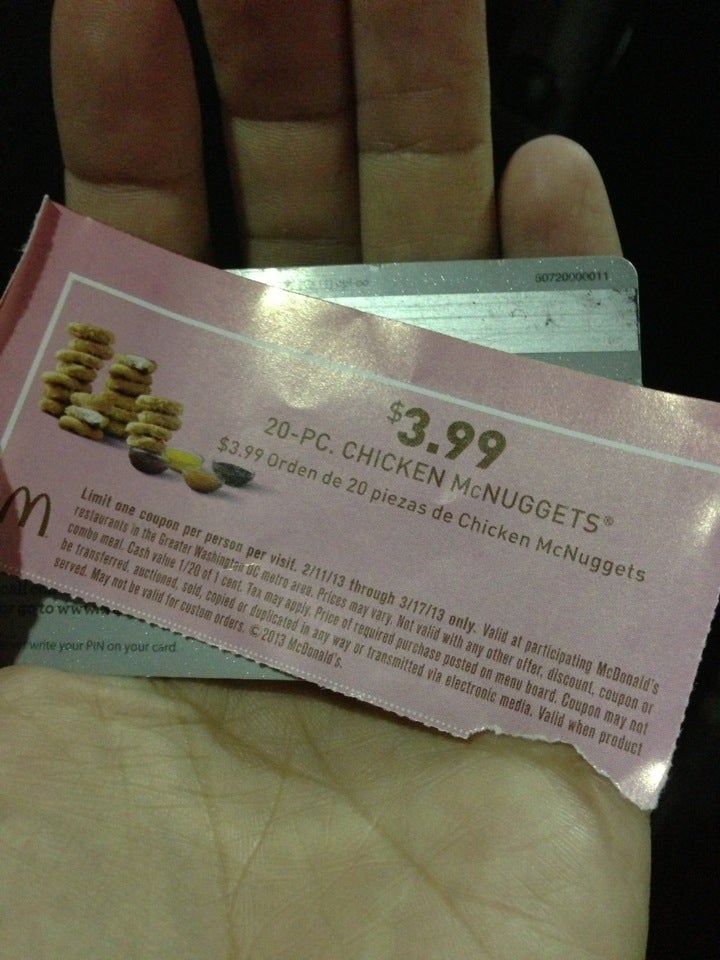 60720000011
$3.99
20-PC. CHICKEN McNUGGETS®
$3.99 Orden de 20 piezas de Chicken McNuggets
Limit one coupon per person per visit. 2/11/13 through 3/17/13 only. Valid at participating McDonald's
restaurants in the Greater Washington DC metro area. Prices may vary. Not valid with any other offer, discount, coupon or
combo meal. Cash value 1/20 of 1 cent. Tax may apply. Price of required purchase posted on menu board. Coupon may not
be transferred, auctioned, sold, copied or duplicated in any way or transmitted via electronic media. Valid when product
served. May not be valid for custom orders. © 2013 McDonald's.
or go to www.
write your PIN on your card.